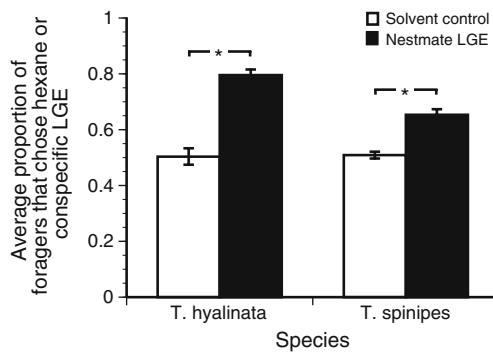 Solvent control
Nestmate LGE
Average proportion of
foragers that chose hexane or
conspecific LGE
1
0.8
0.6
0.4
0.2
0
*
*
T. hyalinata
T. spinipes
Species